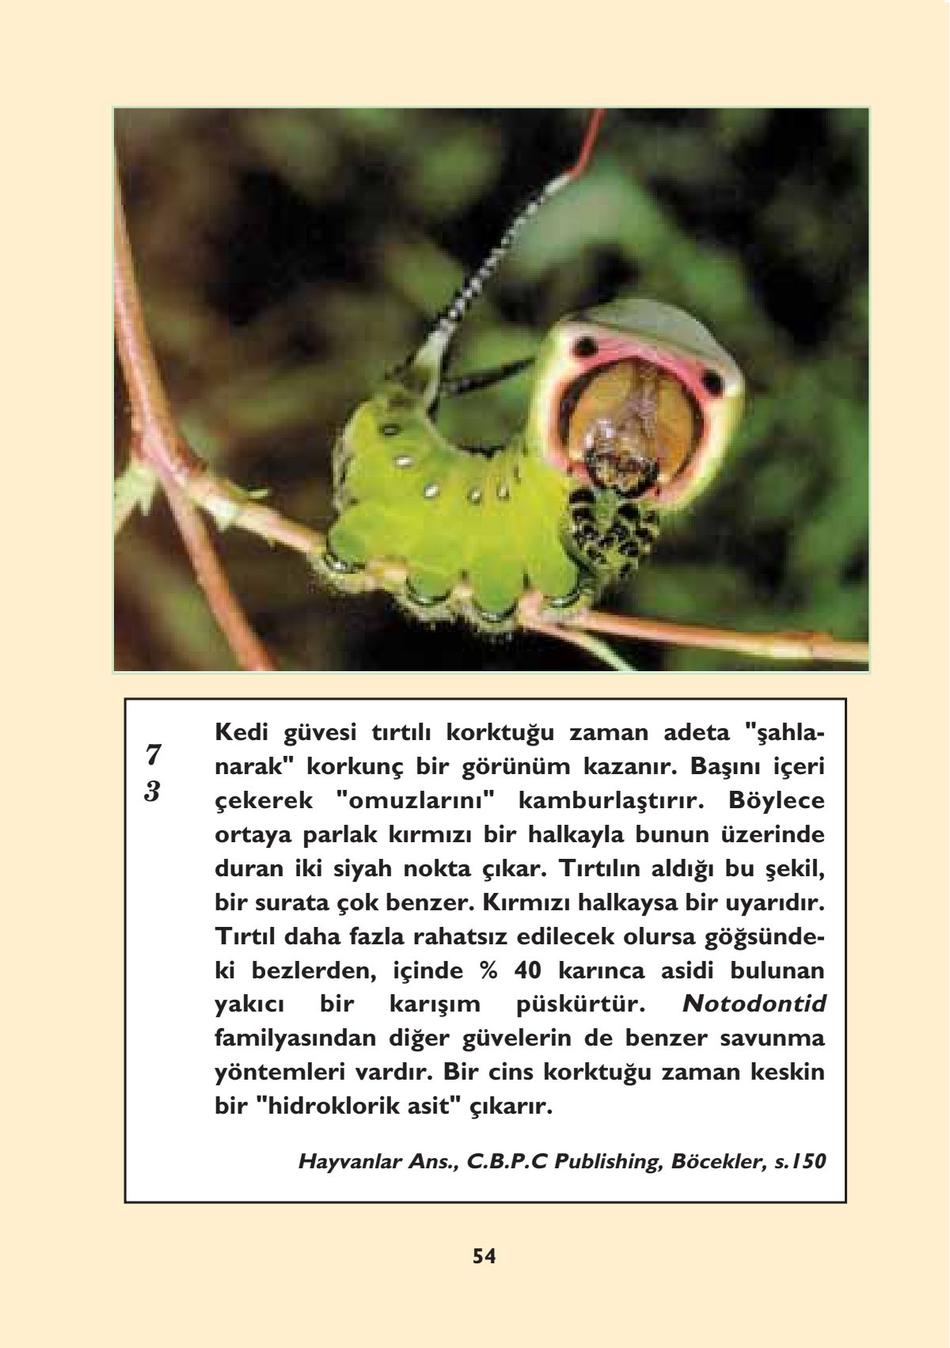 7
3
Kedi güvesi tırtılı korktuğu zaman adeta "şahla-
narak" korkunç bir görünüm kazanır. Başını içeri
çekerek "omuzlarını" kamburlaştırır. Böylece
ortaya parlak kırmızı bir halkayla bunun üzerinde
duran iki siyah nokta çıkar. Tırtılın aldığı bu şekil,
bir surata çok benzer. Kırmızı halkaysa bir uyarıdır.
Tırtıl daha fazla rahatsız edilecek olursa göğsünde-
ki bezlerden, içinde % 40 karınca asidi bulunan
yakıcı bir karışım püskürtür. Notodontid
familyasından diğer güvelerin de benzer savunma
yöntemleri vardır. Bir cins korktuğu zaman keskin
bir "hidroklorik asit" çıkarır.
Hayvanlar Ans., C.B.P.C Publishing, Böcekler, s.150
54